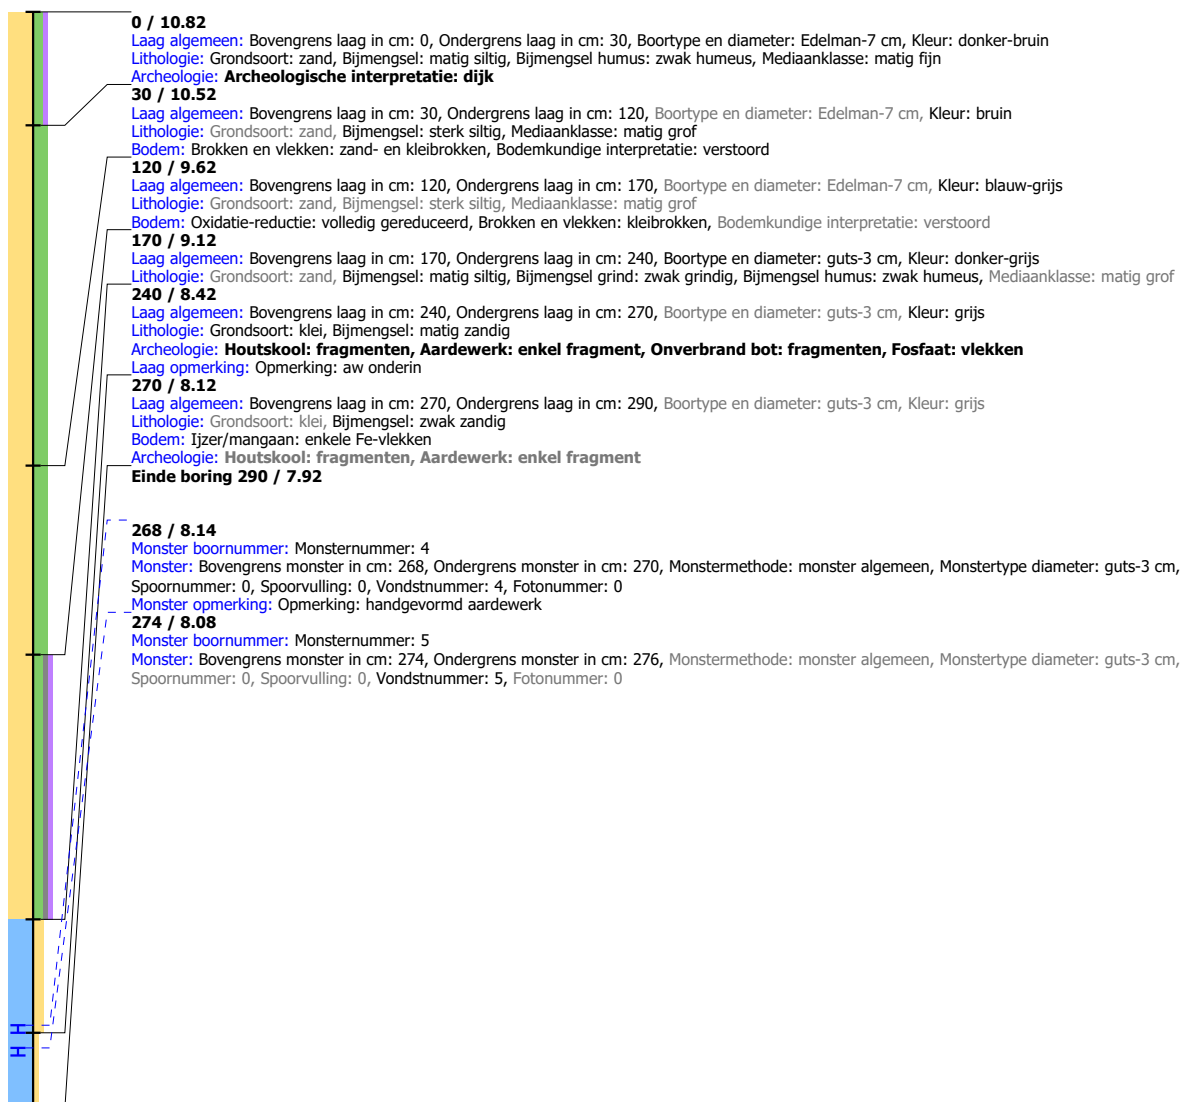 0 / 10.82
Laag algemeen: Bovengrens laag in cm: 0, Ondergrens laag in cm: 30, Boortype en diameter: Edelman-7 cm, Kleur: donker-bruin
Lithologie: Grondsoort: zand, Bijmengsel: matig siltig, Bijmengsel humus: zwak humeus, Mediaanklasse: matig fijn
Archeologie: Archeologische interpretatie: dijk
30 / 10.52
Laag algemeen: Bovengrens laag in cm: 30, Ondergrens laag in cm: 120, Boortype en diameter: Edelman-7 cm, Kleur: bruin
Lithologie: Grondsoort: zand, Bijmengsel: sterk siltig, Mediaanklasse: matig grof
Bodem: Brokken en vlekken: zand- en kleibrokken, Bodemkundige interpretatie: verstoord
120 / 9.62
Laag algemeen: Bovengrens laag in cm: 120, Ondergrens laag in cm: 170, Boortype en diameter: Edelman-7 cm, Kleur: blauw-grijs
Lithologie: Grondsoort: zand, Bijmengsel: sterk siltig, Mediaanklasse: matig grof
Bodem: Oxidatie-reductie: volledig gereduceerd, Brokken en vlekken: kleibrokken, Bodemkundige interpretatie: verstoord
170 / 9.12
Laag algemeen: Bovengrens laag in cm: 170, Ondergrens laag in cm: 240, Boortype en diameter: guts-3 cm, Kleur: donker-grijs
Lithologie: Grondsoort: zand, Bijmengsel: matig siltig, Bijmengsel grind: zwak grindig, Bijmengsel humus: zwak humeus, Mediaanklasse: matig grof
240 / 8.42
Laag algemeen: Bovengrens laag in cm: 240, Ondergrens laag in cm: 270, Boortype en diameter: guts-3 cm, Kleur: grijs
Lithologie: Grondsoort: klei, Bijmengsel: matig zandig
Archeologie: Houtskool: fragmenten, Aardewerk: enkel fragment, Onverbrand bot: fragmenten, Fosfaat: vlekken
Laag opmerking: Opmerking: aw onderin
270 / 8.12
Laag algemeen: Bovengrens laag in cm: 270, Ondergrens laag in cm: 290, Boortype en diameter: guts-3 cm, Kleur: grijs
Lithologie: Grondsoort: klei, Bijmengsel: zwak zandig
Bodem: Ijzer/mangaan: enkele Fe-vlekken
Archeologie: Houtskool: fragmenten, Aardewerk: enkel fragment
Einde boring 290 / 7.92
268 / 8.14
Monster boornummer: Monsternummer: 4
Monster: Bovengrens monster in cm: 268, Ondergrens monster in cm: 270, Monstermethode: monster algemeen, Monstertype diameter: guts-3 cm,
Spoornummer: 0, Spoorvulling: 0, Vondstnummer: 4, Fotonummer: 0
Monster opmerking: Opmerking: handgevormd aardewerk
274 / 8.08
Monster boornummer: Monsternummer: 5
Monster: Bovengrens monster in cm: 274, Ondergrens monster in cm: 276, Monstermethode: monster algemeen, Monstertype diameter: guts-3 cm,
Spoornummer: 0, Spoorvulling: 0, Vondstnummer: 5, Fotonummer: 0